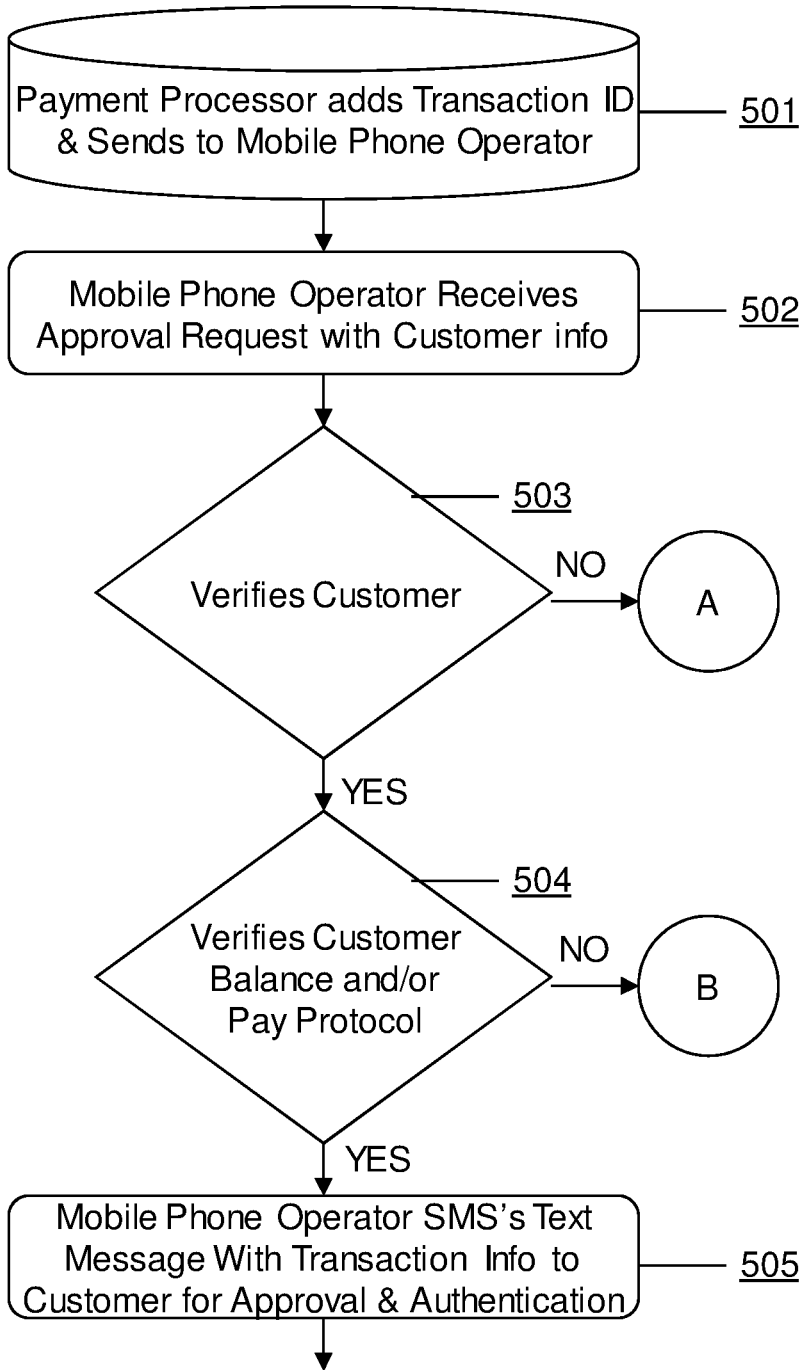 Payment Processor adds Transaction ID
& Sends to Mobile Phone Operator
501
Mobile Phone Operator Receives
Approval Request with Customer info
502
503
Verifies Customer
NO
A
YES
504
Verifies Customer
Balance and/or
Pay Protocol
NO
B
YES
Mobile Phone Operator SMS's Text
Message With Transaction Info to
Customer for Approval & Authentication
505